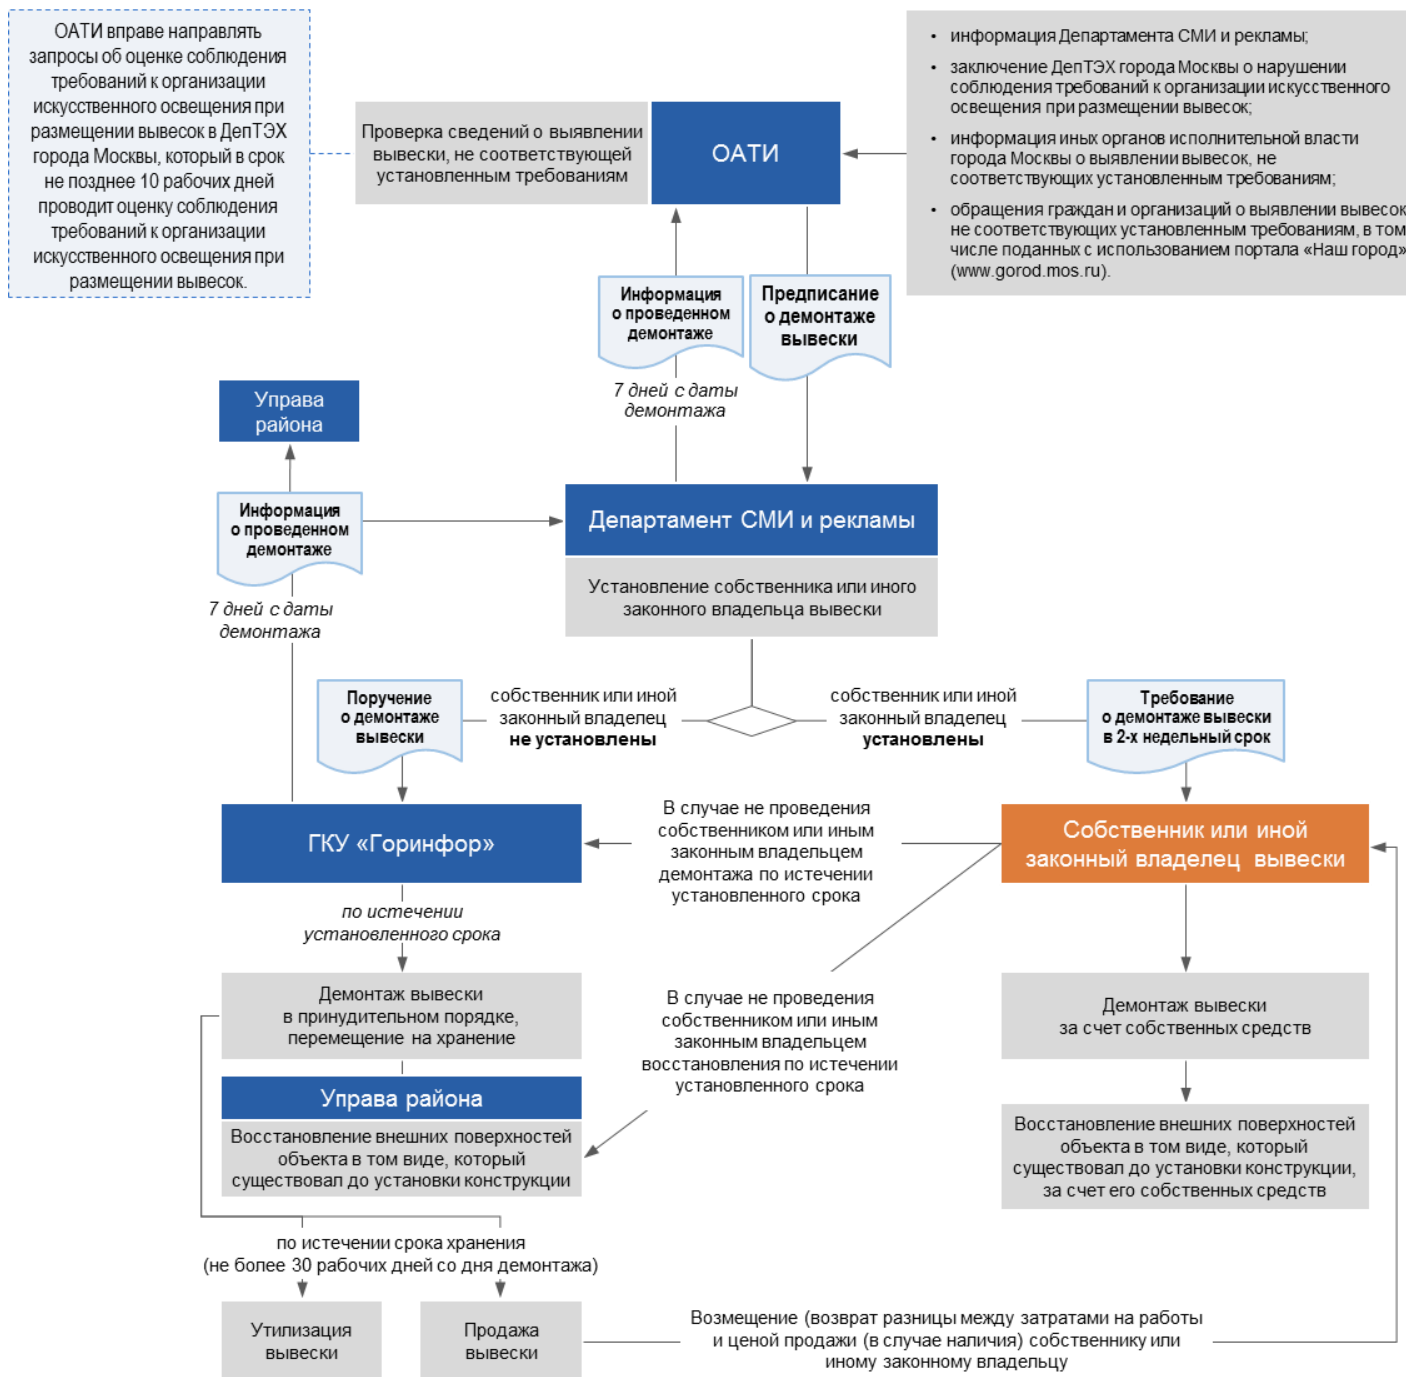 ОАТИ вправе направлять
запросы об оценке соблюдения
требований к организации
искусственного освещения при
размещении вывесок в ДепТЭХ
города Москвы, который в срок
не позднее 10 рабочих дней
проводит оценку соблюдения
требований к организации
искусственного освещения при
размещении вывесок.
Проверка сведений о выявлении
вывески, не соответствующей
установленным требованиям
ОАТИ
• информация Департамента СМИ и рекламы;
• заключение ДепТЭХ города Москвы о нарушении
соблюдения требований к организации искусственного
освещения при размещении вывесок;
• информация иных органов исполнительной власти
города Москвы о выявлении вывесок, не
соответствующих установленным требованиям;
• обращения граждан и организаций о выявлении вывесок
не соответствующих установленным требованиям, в том
числе поданных с использованием портала «Наш город»
(www.gorod.mos.ru).
Информация
о проведенном
демонтаже
7 дней с даты
демонтажа
Предписание
о демонтаже
вывески
Управа
района
Информация
о проведенном
демонтаже
7 дней с даты
демонтажа
Департамент СМИ и рекламы
Установление собственника или иного
законного владельца вывески
Поручение
о демонтаже
вывески
собственник или иной
законный владелец
не установлены
собственник или иной
законный владелец
установлены
Требование
о демонтаже вывески
в 2-х недельный срок
ГКУ «Горинфор»
В случае не проведения
собственником или иным
законным владельцем
демонтажа по истечении
установленного срока
Собственник или иной
законный владелец вывески
по истечении
установленного срока
Демонтаж вывески
в принудительном порядке,
перемещение на хранение
В случае не проведения
собственником или иным
законным владельцем
восстановления по истечении
установленного срока
Демонтаж вывески
за счет собственных средств
Управа района
Восстановление внешних поверхностей
объекта в том виде, который
существовал до установки конструкции
Восстановление внешних поверхностей
объекта в том виде, который
существовал до установки конструкции,
за счет его собственных средств
по истечении срока хранения
(не более 30 рабочих дней со дня демонтажа)
Утилизация
вывески
Продажа
вывески
Возмещение (возврат разницы между затратами на работы
и ценой продажи (в случае наличия) собственнику или
иному законному владельцу